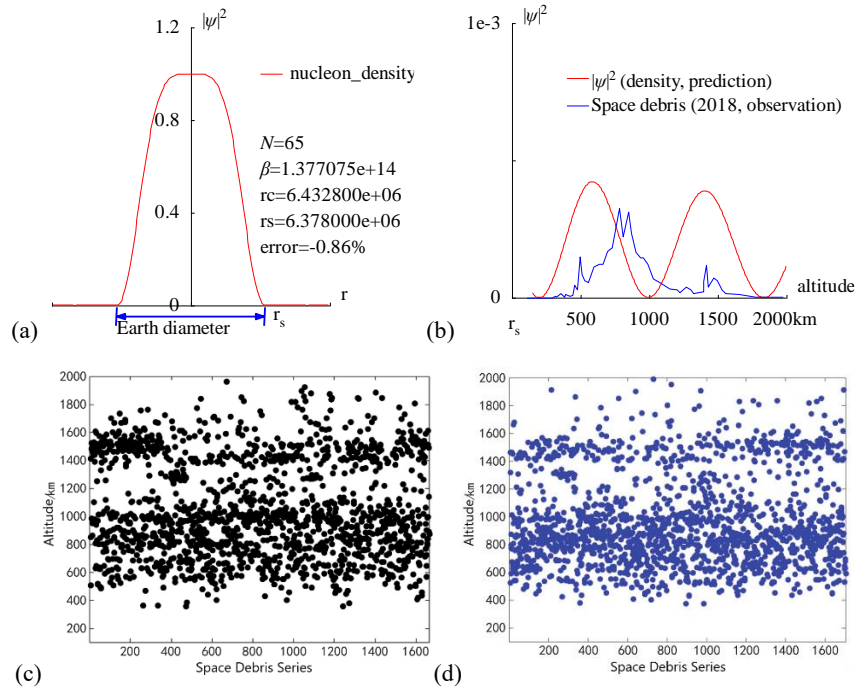 |ψ|²
1.2
nucleon_density
0.8
N=65
β=1.377075e+14
rc=6.432800e+06
0.4
rs=6.378000e+06
error=-0.86%
0
r
(a)
Earth diameter
r_s
|ψ|²
1e-3
|ψ|² (density, prediction)
Space debris (2018, observation)
altitude
0
(b)
r_s
500
1000
1500
2000km
2000
1800
1600
1400
1200
1000
800
600
400
200
Altitude/km
200
400
600
800
1000
1200
1400
1600
Space Debris Series
(c)
2000
1800
1600
1400
1200
1000
800
600
400
200
Altitude/km
200
400
600
800
1000
1200
1400
1600
Space Debris Series
(d)